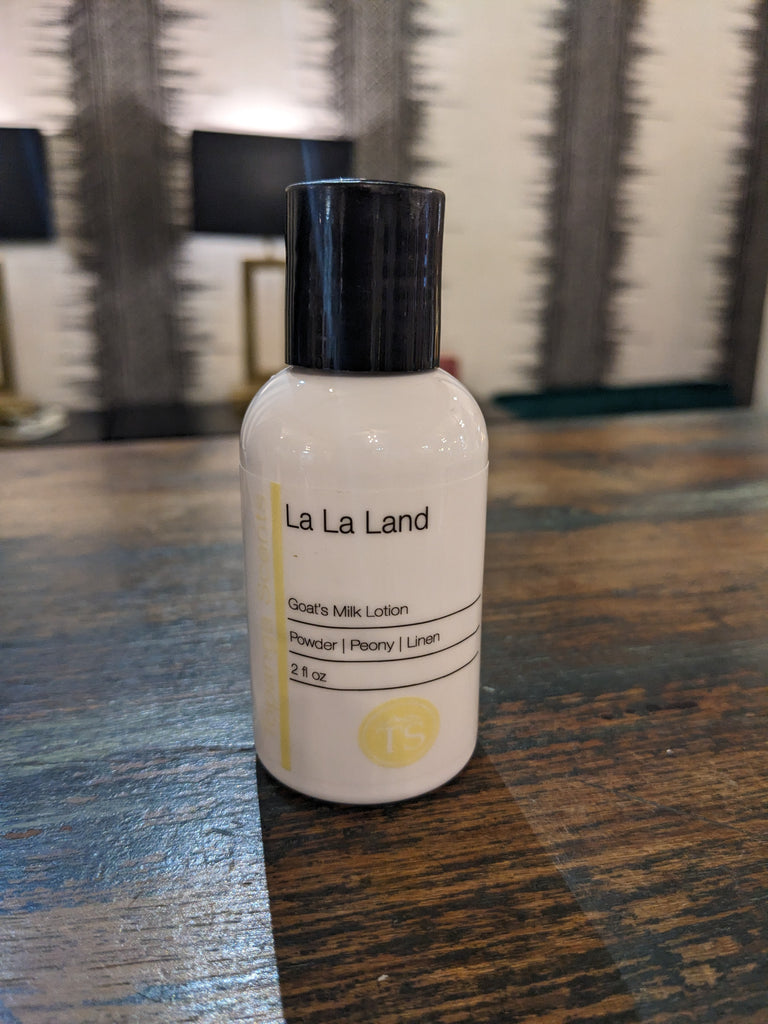 La La Land
Goat's Milk Lotion
Powder | Peony | Linen
2 fl oz